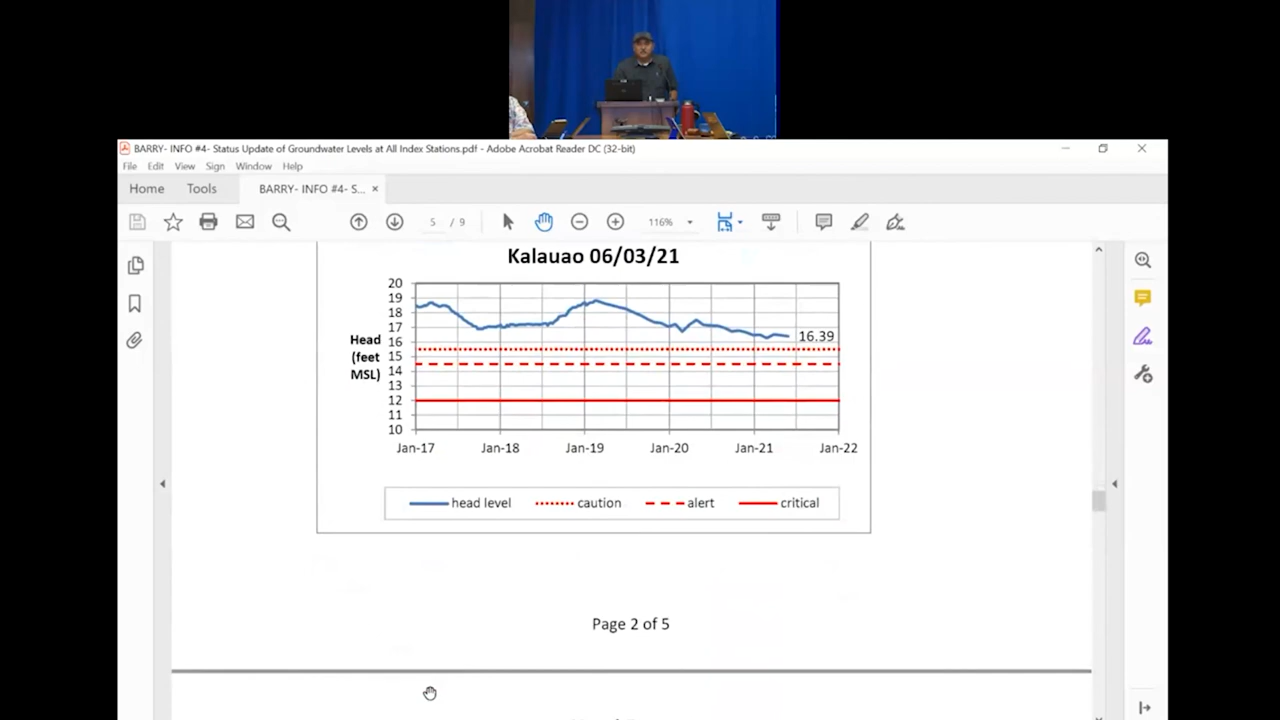 BARRY- INFO #4- Status Update of Groundwater Levels at All Index Stations.pdf - Adobe Acrobat Reader DC (32-bit)
File Edit View Sign Window Help
Home Tools BARRY- INFO #4- S... ×
5 / 9 116%
Kalauao 06/03/21
20
19
18
17
16
15
14
13
12
11
10
Head
(feet
MSL)
16.39
Jan-17 Jan-18 Jan-19 Jan-20 Jan-21 Jan-22
head level caution alert critical
Page 2 of 5